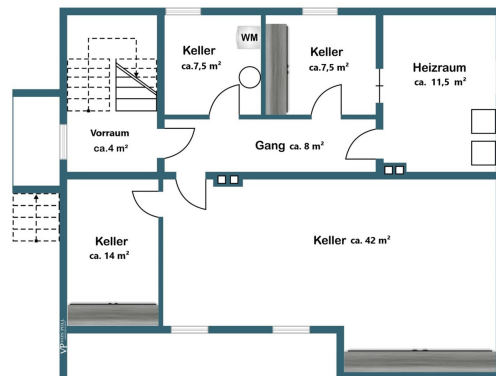 Keller
ca.7,5 m²
WM
Keller
ca.7,5 m²
Heizraum
ca. 11,5 m²
Vorraum
ca.4 m²
Gang ca. 8 m²
Keller
ca. 14 m²
Keller ca. 42 m²